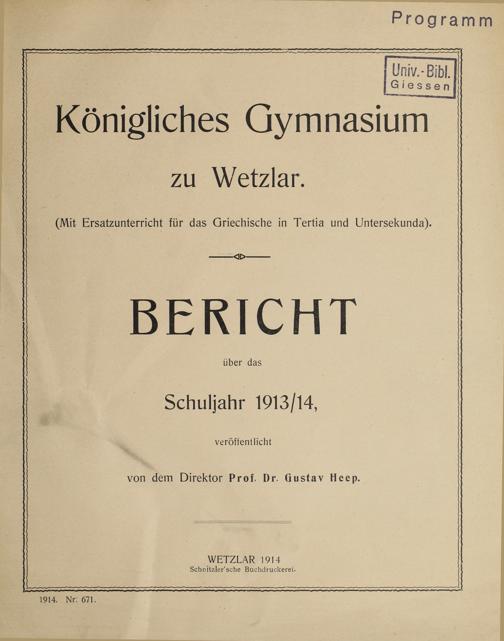 Programm
Univ.-Bibl.
Giessen
Königliches Gymnasium
zu Wetzlar.
(Mit Ersatzunterricht für das Griechische in Tertia und Untersekunda).
BERICHT
über das
Schuljahr 1913/14,
veröffentlicht
von dem Direktor Prof. Dr. Gustav Heep.
WETZLAR 1914
Schnitzler'sche Buchdruckerei.
1914. Nr. 671.